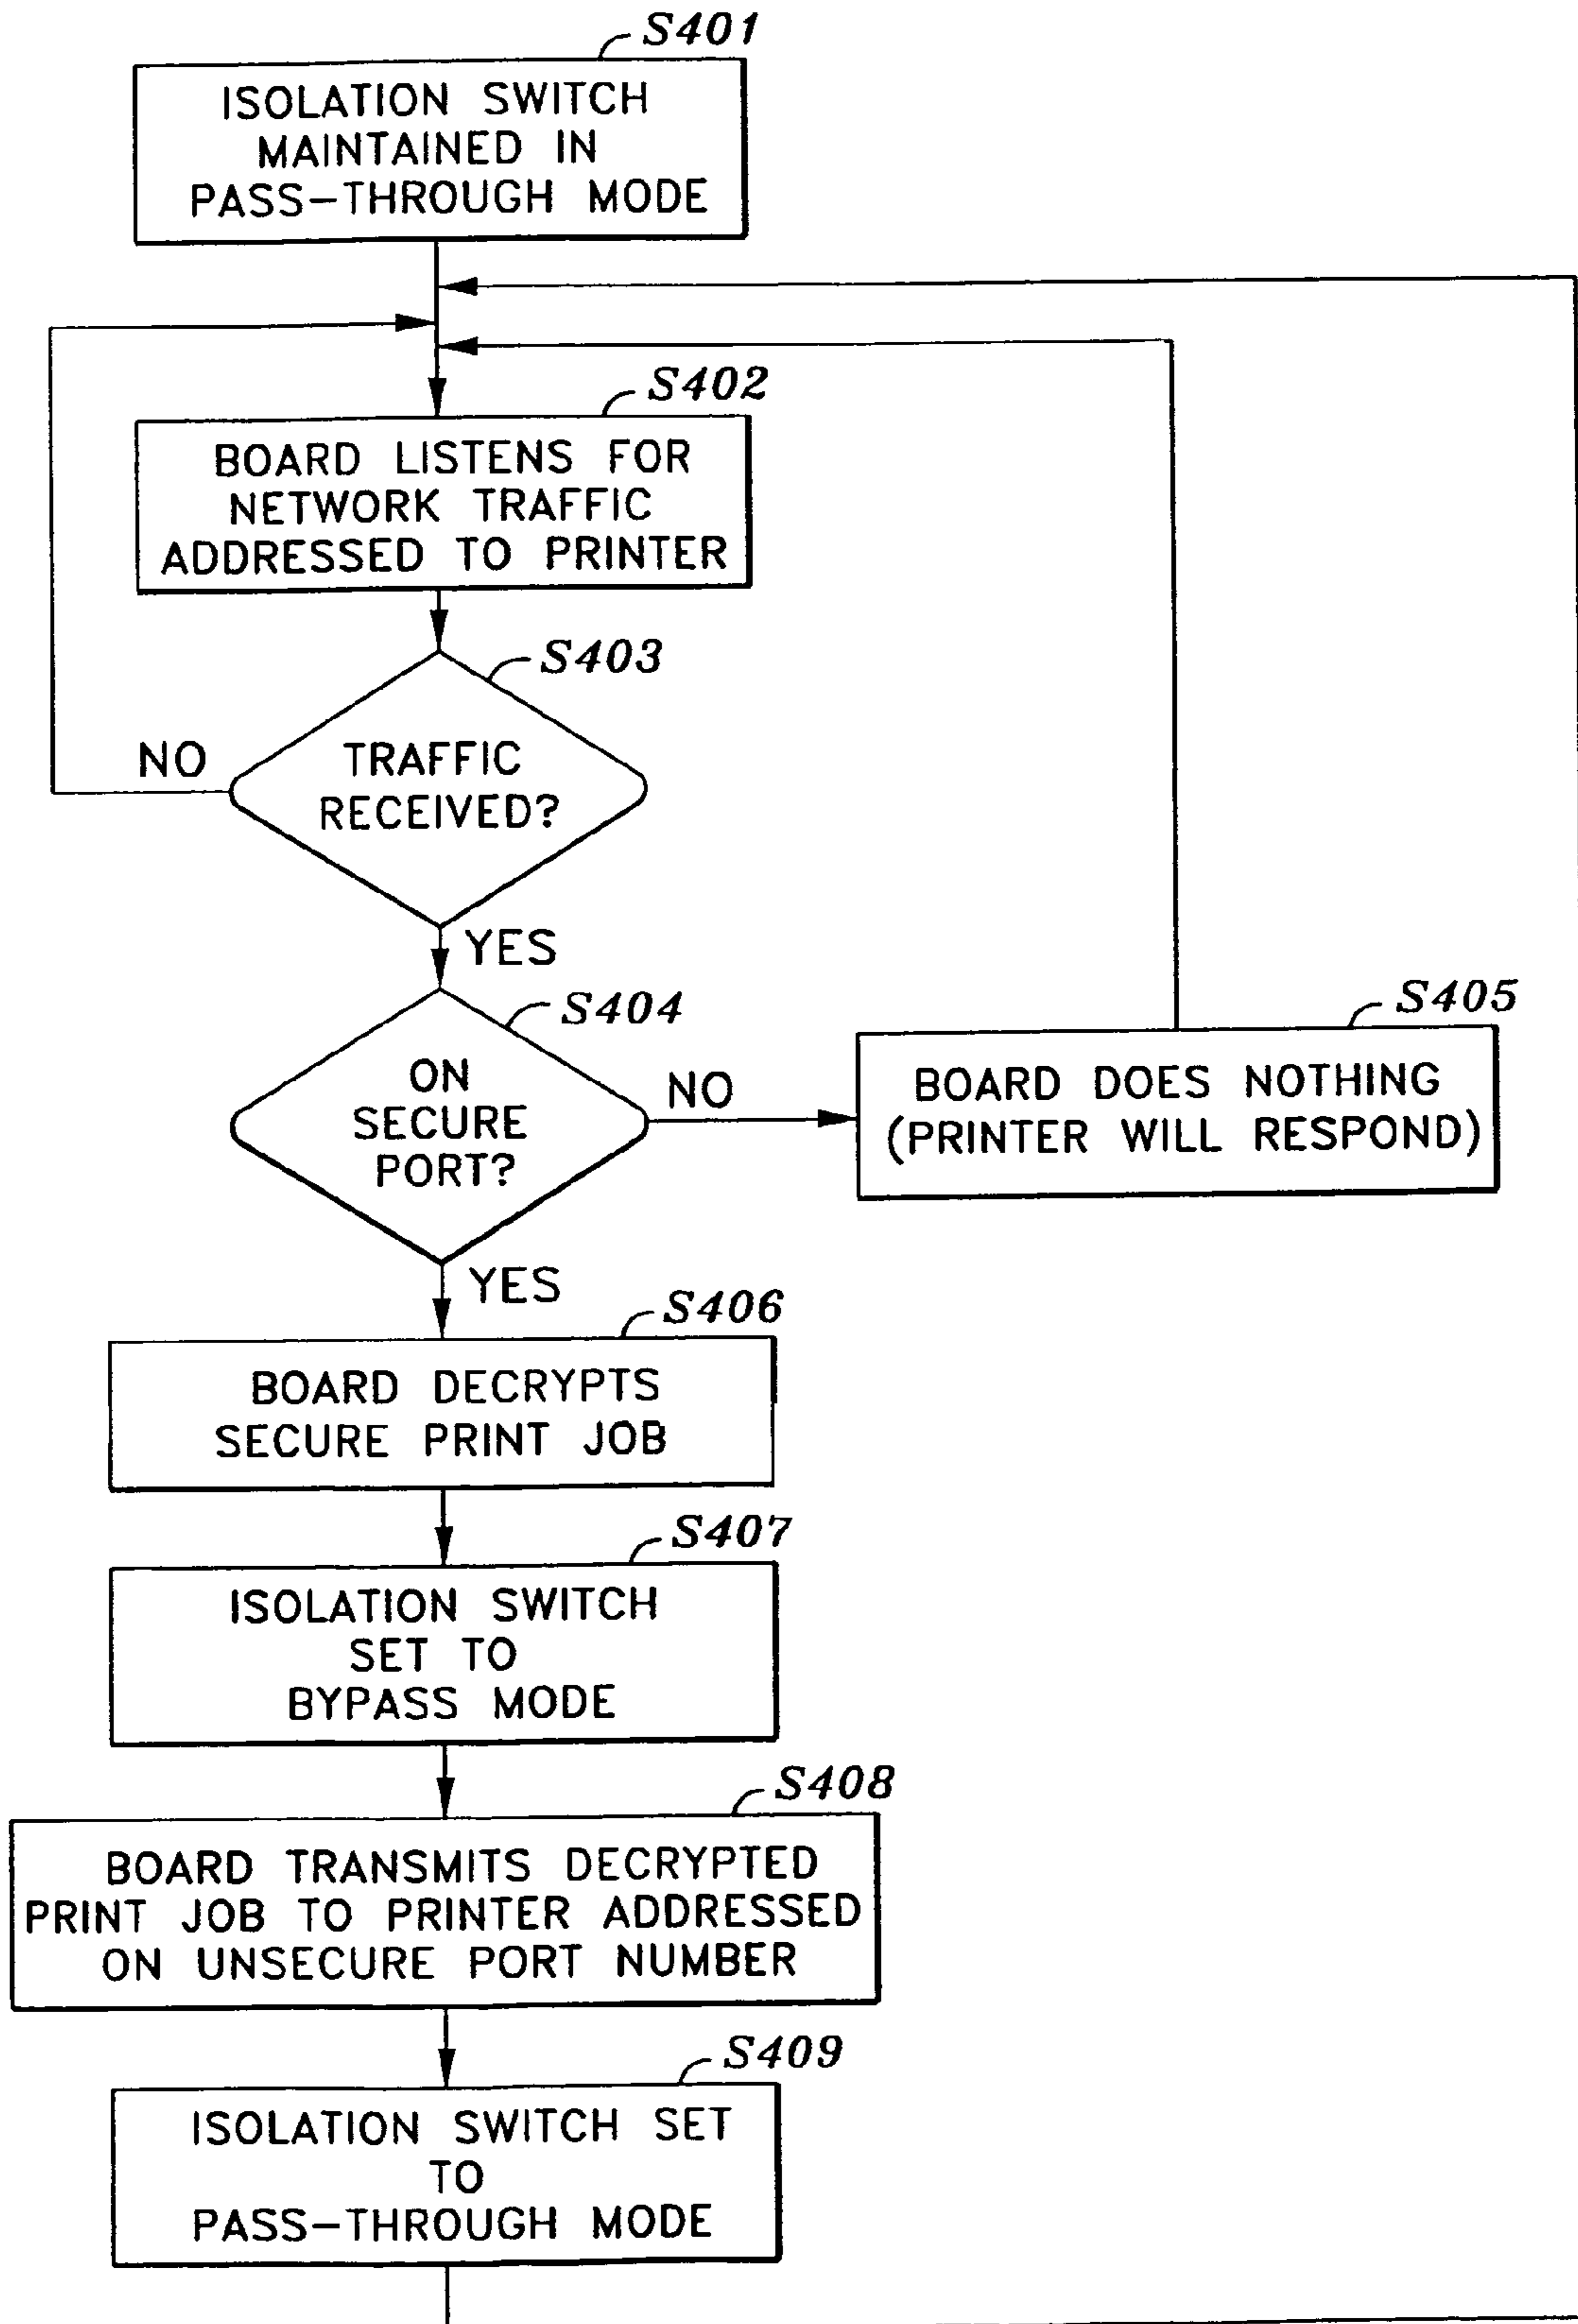 S401
ISOLATION SWITCH
MAINTAINED IN
PASS-THROUGH MODE
S402
BOARD LISTENS FOR
NETWORK TRAFFIC
ADDRESSED TO PRINTER
S403
NO
TRAFFIC
RECEIVED?
YES
S404
ON
SECURE
PORT?
NO
S405
BOARD DOES NOTHING
(PRINTER WILL RESPOND)
YES
S406
BOARD DECRYPTS
SECURE PRINT JOB
S407
ISOLATION SWITCH
SET TO
BYPASS MODE
S408
BOARD TRANSMITS DECRYPTED
PRINT JOB TO PRINTER ADDRESSED
ON UNSECURE PORT NUMBER
S409
ISOLATION SWITCH SET
TO
PASS-THROUGH MODE